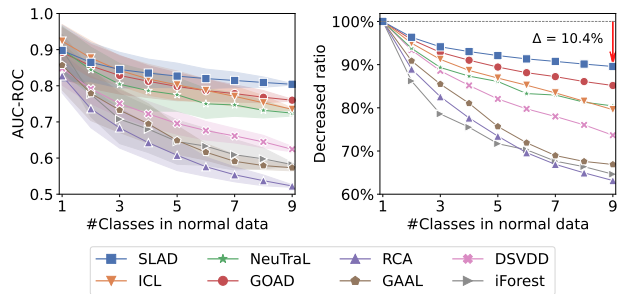 1.0
0.9
0.8
0.7
0.6
0.5
AUC-ROC
1 3 5 7 9
#Classes in normal data
100%
90%
80%
70%
60%
Decreased ratio
Δ = 10.4%
1 3 5 7 9
#Classes in normal data
SLAD NeuTraL RCA DSVDD
ICL GOAD GAAL iForest